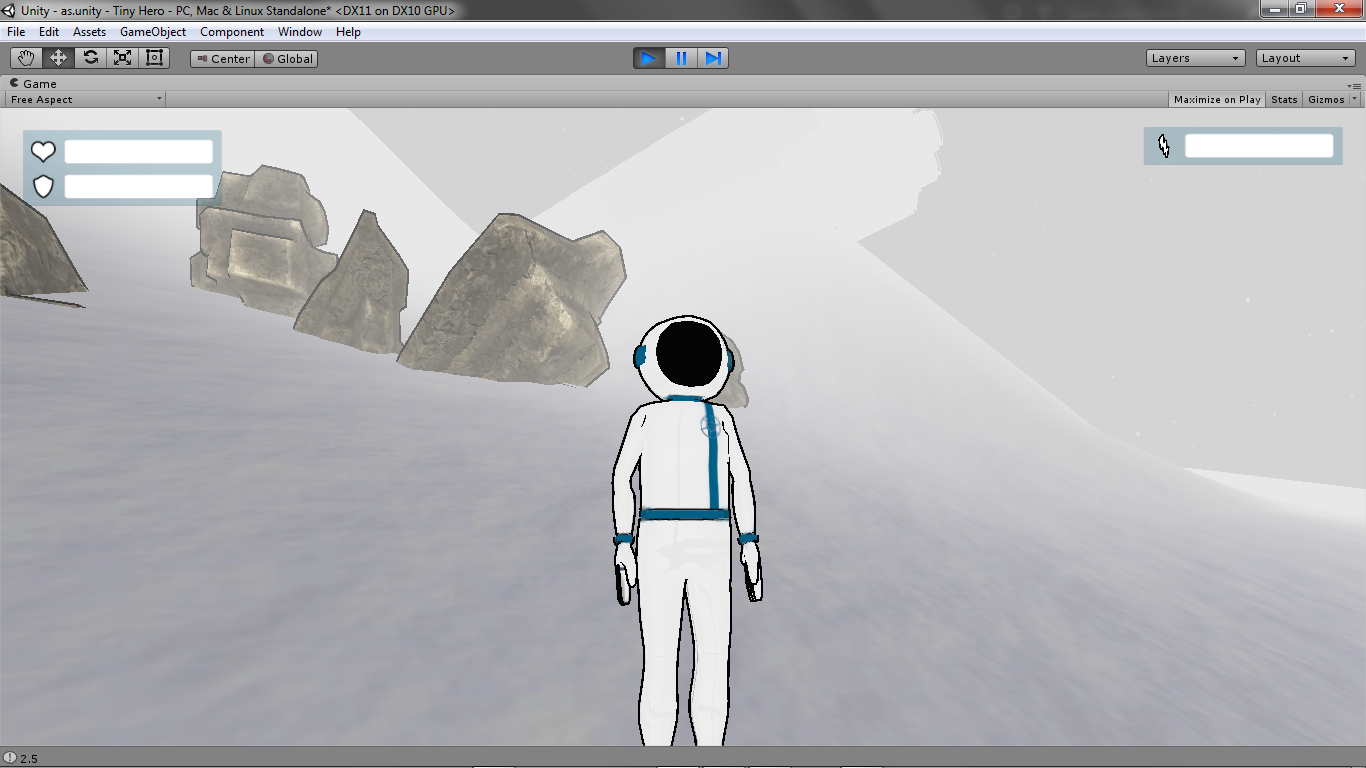 Unity - as.unity - Tiny Hero - PC, Mac & Linux Standalone* <DX11 on DX10 GPU>
File Edit Assets GameObject Component Window Help
Center Global Layers Layout
Game
Free Aspect Maximize on Play Stats Gizmos
2.5